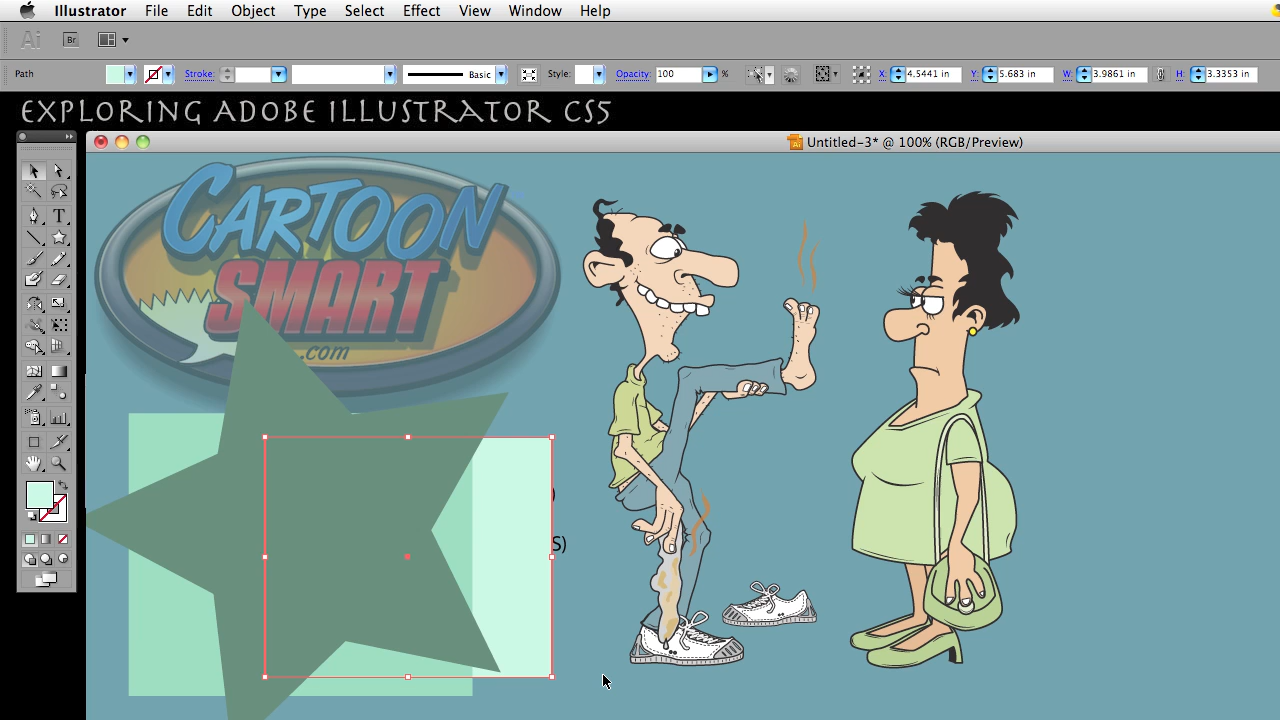 Illustrator File Edit Object Type Select Effect View Window Help
Ai Br
Path Stroke: Basic Style: Opacity: 100 % X: 4.5441 in Y: 5.683 in W: 3.9861 in H: 3.3353 in
EXPLORING ADOBE ILLUSTRATOR CS5
Untitled-3* @ 100% (RGB/Preview)
CARTOON
SMART
.com
)
S)